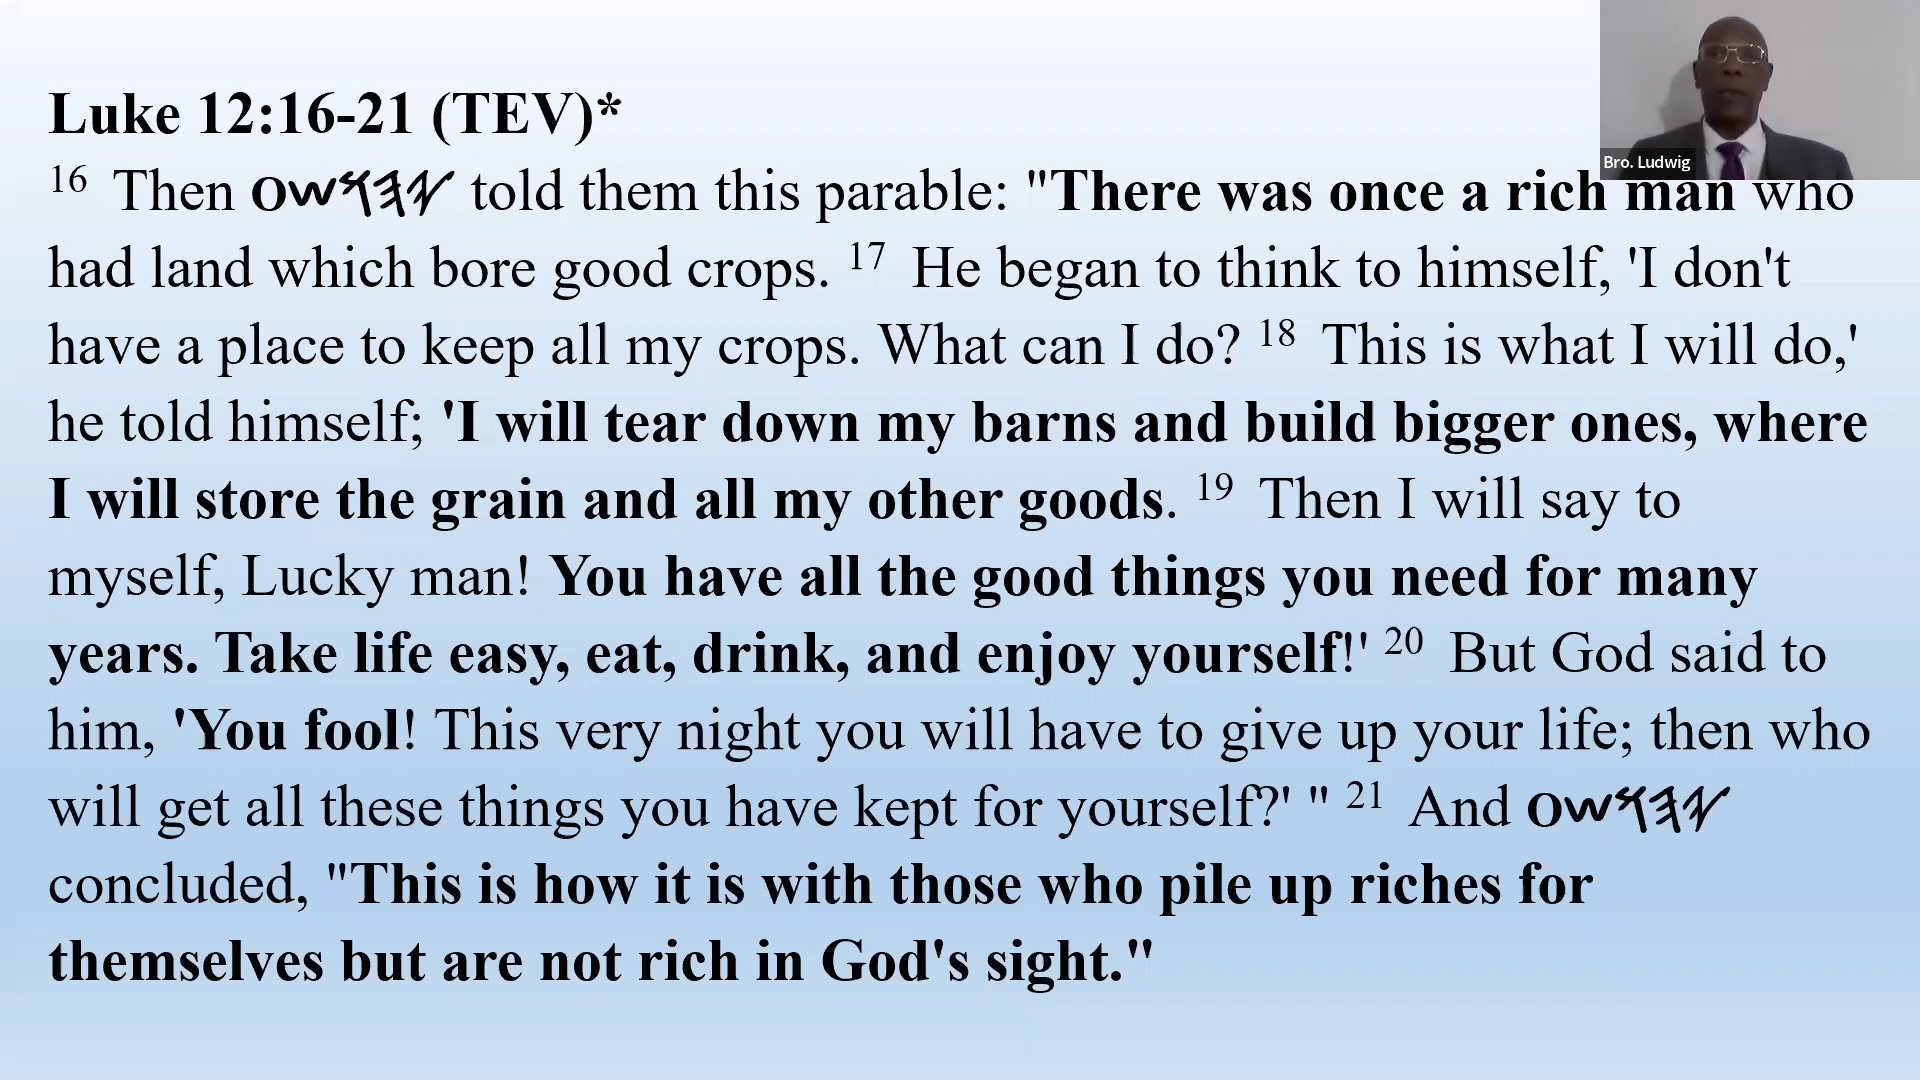 Bro. Ludwig
Luke 12:16-21 (TEV)*
16 Then 𐤉𐤄𐤅𐤔𐤏 told them this parable: "There was once a rich man who
had land which bore good crops. 17 He began to think to himself, 'I don't
have a place to keep all my crops. What can I do? 18 This is what I will do,'
he told himself; 'I will tear down my barns and build bigger ones, where
I will store the grain and all my other goods. 19 Then I will say to
myself, Lucky man! You have all the good things you need for many
years. Take life easy, eat, drink, and enjoy yourself!' 20 But God said to
him, 'You fool! This very night you will have to give up your life; then who
will get all these things you have kept for yourself?' " 21 And 𐤉𐤄𐤅𐤔𐤏
concluded, "This is how it is with those who pile up riches for
themselves but are not rich in God's sight."